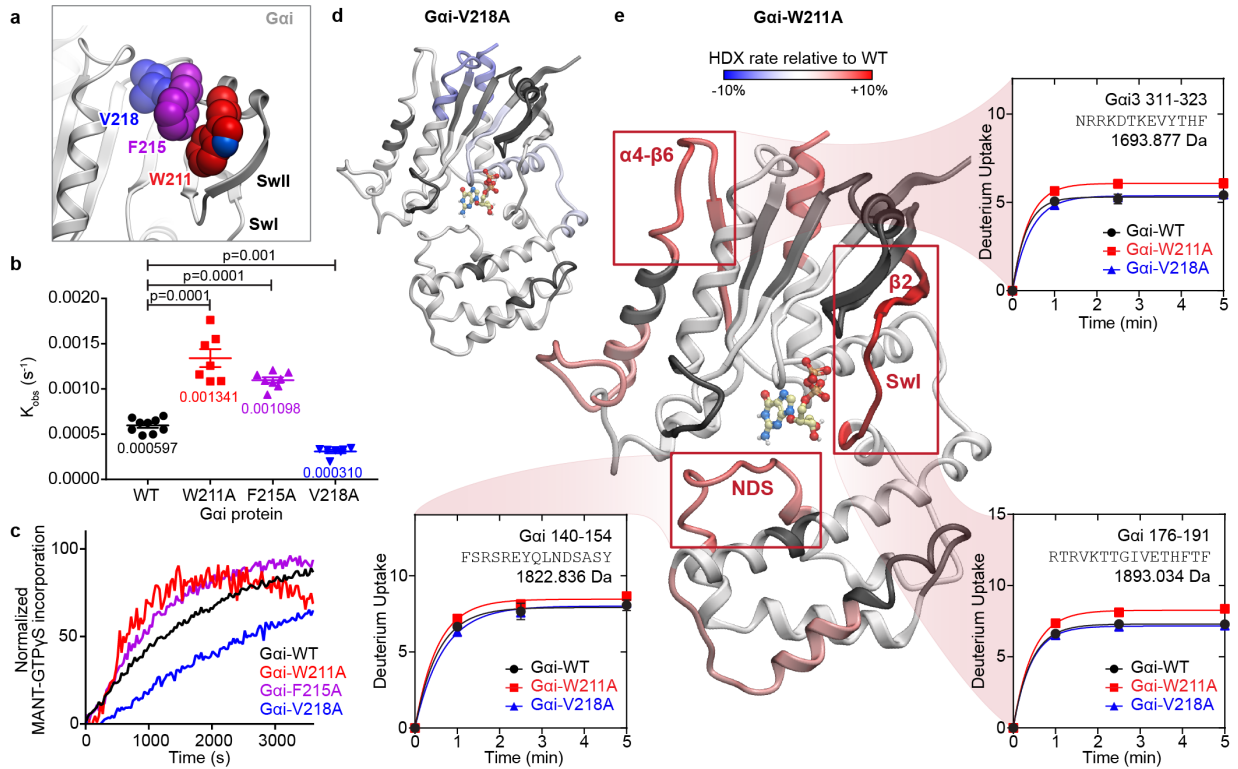 a
Gαi
V218
F215
W211
SwII
SwI
b
p=0.001
p=0.0001
p=0.0001
0.0020
0.0015
0.0010
0.0005
0.0000
Kobs (s-1)
0.000597
0.001341
0.001098
0.000310
WT W211A F215A V218A
Gαi protein
c
100
50
0
Normalized
MANT-GTPγS incorporation
Gαi-WT
Gαi-W211A
Gαi-F215A
Gαi-V218A
0 1000 2000 3000
Time (s)
d
Gαi-V218A
e
Gαi-W211A
HDX rate relative to WT
-10% +10%
α4-β6
β2
SwI
NDS
10
5
0
Deuterium Uptake
Gαi3 311-323
NRRKDTKEVYTHF
1693.877 Da
Gαi-WT
Gαi-W211A
Gαi-V218A
0 1 2 3 4 5
Time (min)
10
5
0
Deuterium Uptake
Gαi 140-154
FSRSREYQLNDSASY
1822.836 Da
Gαi-WT
Gαi-W211A
Gαi-V218A
0 1 2 3 4 5
Time (min)
15
10
5
0
Deuterium Uptake
Gαi 176-191
RTRVKTTGIVETHFTF
1893.034 Da
Gαi-WT
Gαi-W211A
Gαi-V218A
0 1 2 3 4 5
Time (min)